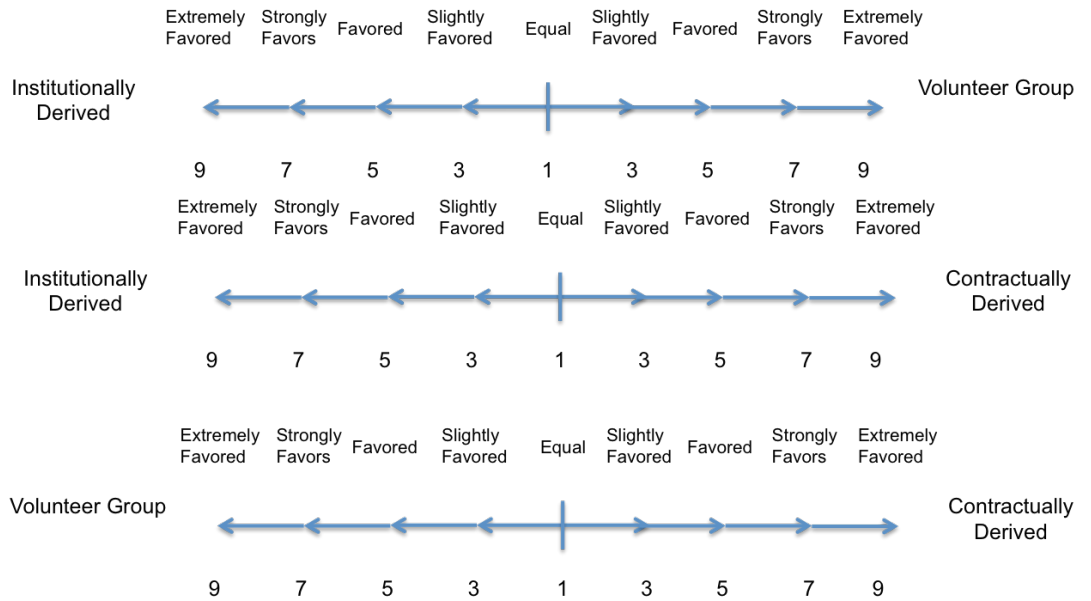 Extremely Favored Strongly Favors Favored Slightly Favored Equal Slightly Favored Favored Strongly Favors Extremely Favored
Institutionally
Derived
Volunteer Group
9 7 5 3 1 3 5 7 9
Extremely Favored Strongly Favors Favored Slightly Favored Equal Slightly Favored Favored Strongly Favors Extremely Favored
Institutionally
Derived
Contractually
Derived
9 7 5 3 1 3 5 7 9
Extremely Favored Strongly Favors Favored Slightly Favored Equal Slightly Favored Favored Strongly Favors Extremely Favored
Volunteer Group
Contractually
Derived
9 7 5 3 1 3 5 7 9